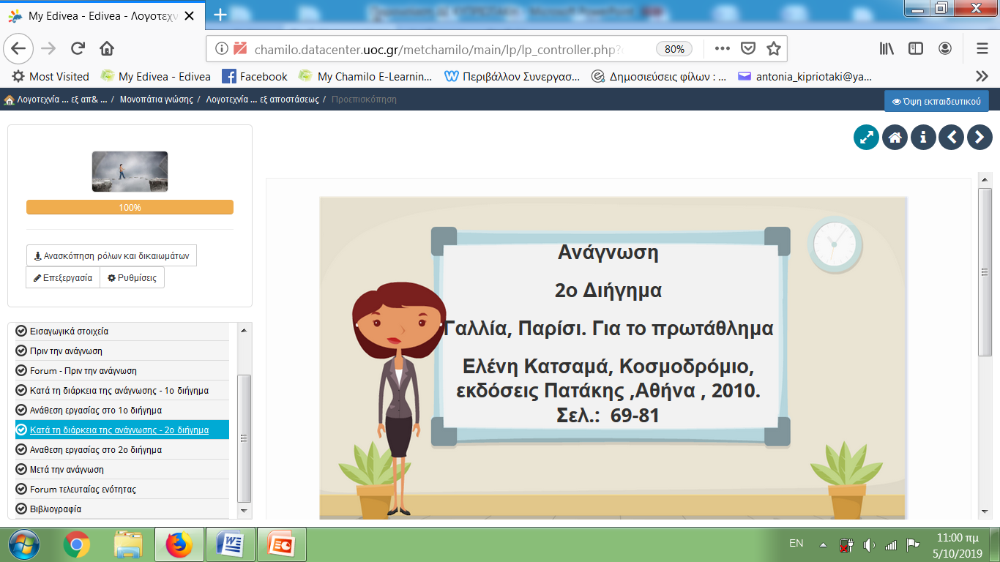 My Edivea - Edivea - Λογοτεχν
Microsoft PowerPoint
chamilo.datacenter.uoc.gr/metchamilo/main/lp/lp_controller.php?
80%
Most Visited
My Edivea - Edivea
Facebook
My Chamilo E-Learnin...
Περιβάλλον Συνεργασ...
Δημοσιεύσεις φίλων : ...
antonia_kipriotaki@ya...
Λογοτεχνία ... εξ απ& ... / Μονοπάτια γνώσης / Λογοτεχνία ... εξ αποστάσεως / Προεπισκόπηση
Όψη εκπαιδευτικού
100%
Ανασκόπηση ρόλων και δικαιωμάτων
Επεξεργασία
Ρυθμίσεις
Εισαγωγικά στοιχεία
Πριν την ανάγνωση
Forum - Πριν την ανάγνωση
Κατά τη διάρκεια της ανάγνωσης - 1ο διήγημα
Ανάθεση εργασίας στο 1ο διήγημα
Κατά τη διάρκεια της ανάγνωσης - 2ο διήγημα
Αναθεση εργασίας στο 2ο διήγημα
Μετά την ανάγνωση
Forum τελευταίας ενότητας
Βιβλιογραφία
Ανάγνωση
2ο Διήγημα
Γαλλία, Παρίσι. Για το πρωτάθλημα
Ελένη Κατσαμά, Κοσμοδρόμιο,
εκδόσεις Πατάκης ,Αθήνα , 2010.
Σελ.: 69-81
EN
11:00 πμ
5/10/2019